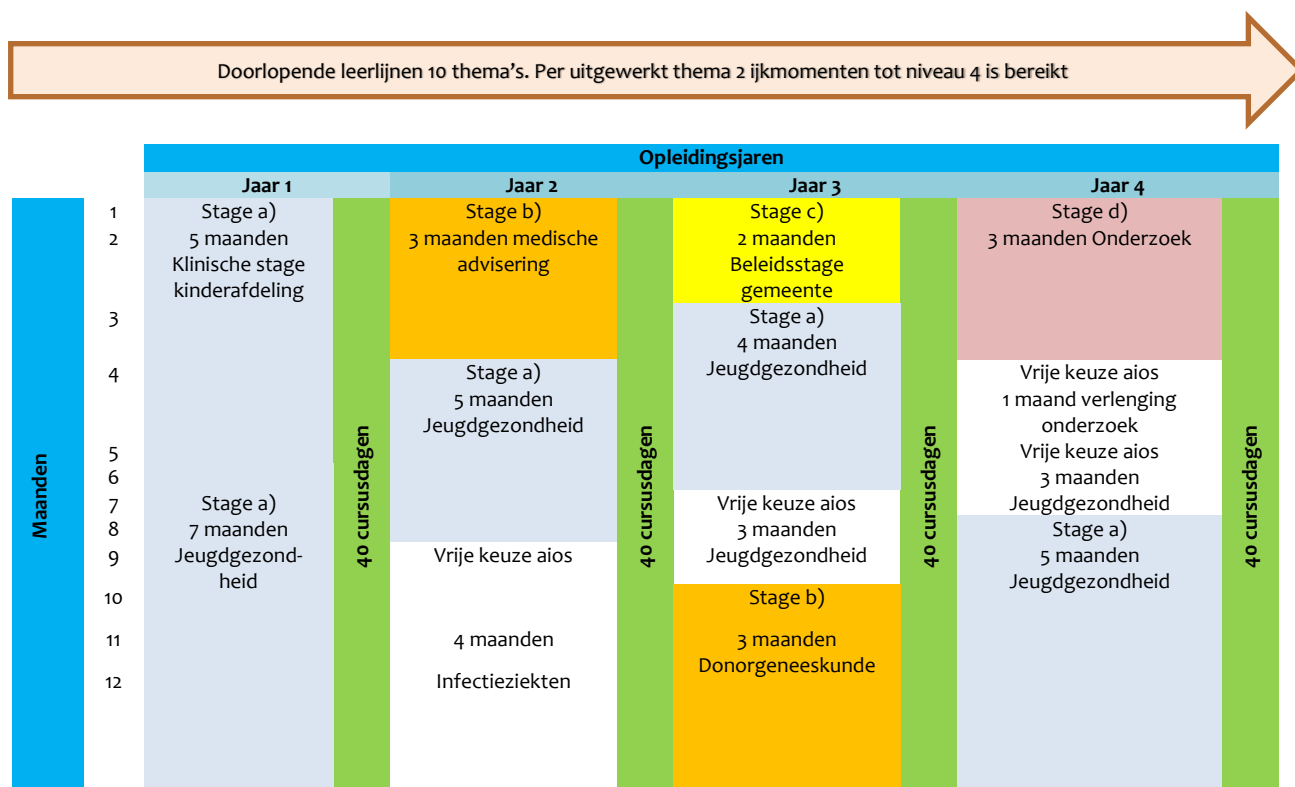 Doorlopende leerlijnen 10 thema's. Per uitgewerkt thema 2 ijkmomenten tot niveau 4 is bereikt
Opleidingsjaren
Jaar 1
Jaar 2
Jaar 3
Jaar 4
Maanden
1
2
3
4
5
6
7
8
9
10
11
12
Stage a)
5 maanden
Klinische stage
kinderafdeling
Stage a)
7 maanden
Jeugdgezond-
heid
40 cursusdagen
Stage b)
3 maanden medische
advisering
Stage a)
5 maanden
Jeugdgezondheid
Vrije keuze aios
4 maanden
Infectieziekten
40 cursusdagen
Stage c)
2 maanden
Beleidsstage
gemeente
Stage a)
4 maanden
Jeugdgezondheid
Vrije keuze aios
3 maanden
Jeugdgezondheid
Stage b)
3 maanden
Donorgeneeskunde
40 cursusdagen
Stage d)
3 maanden Onderzoek
Vrije keuze aios
1 maand verlenging
onderzoek
Vrije keuze aios
3 maanden
Jeugdgezondheid
Stage a)
5 maanden
Jeugdgezondheid
40 cursusdagen